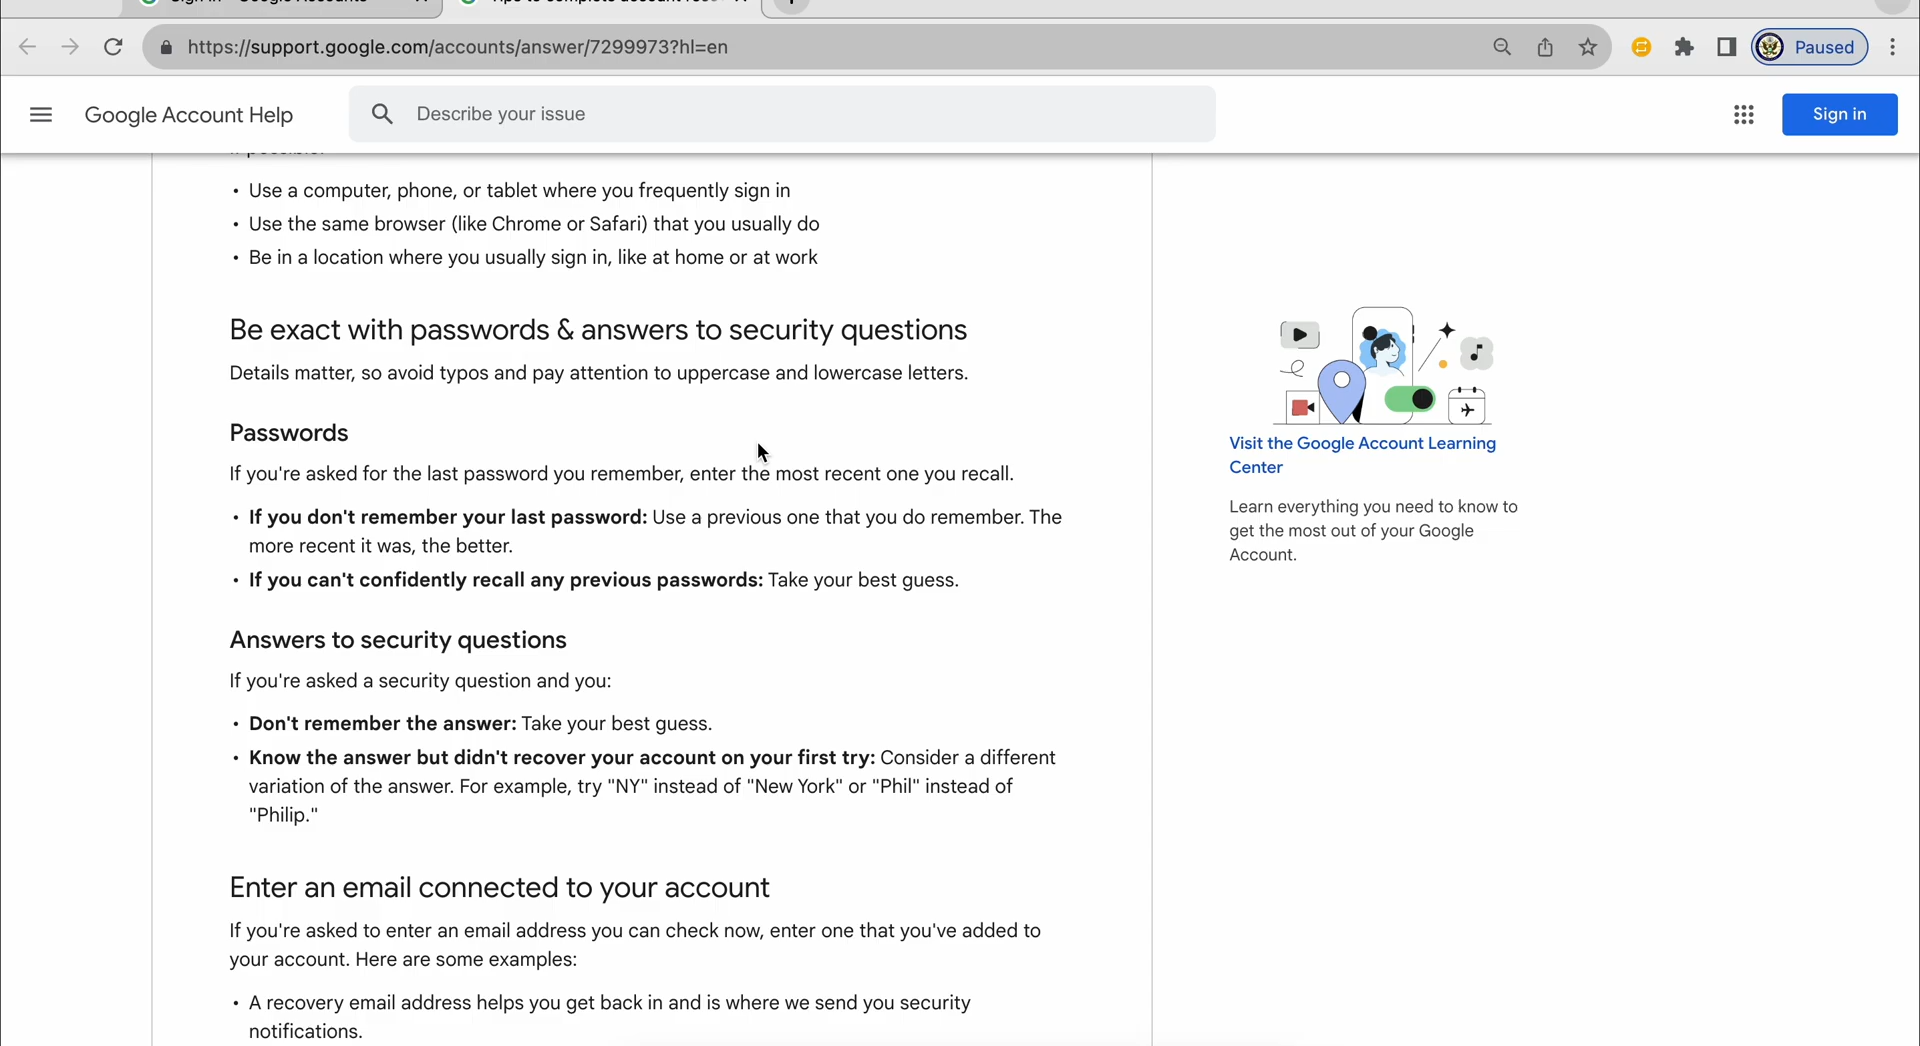 https://support.google.com/accounts/answer/7299973?hl=en
Paused
Google Account Help
Describe your issue
Sign in
• Use a computer, phone, or tablet where you frequently sign in
• Use the same browser (like Chrome or Safari) that you usually do
• Be in a location where you usually sign in, like at home or at work
Be exact with passwords & answers to security questions
Details matter, so avoid typos and pay attention to uppercase and lowercase letters.
Passwords
If you're asked for the last password you remember, enter the most recent one you recall.
• If you don't remember your last password: Use a previous one that you do remember. The
more recent it was, the better.
• If you can't confidently recall any previous passwords: Take your best guess.
Answers to security questions
If you're asked a security question and you:
• Don't remember the answer: Take your best guess.
• Know the answer but didn't recover your account on your first try: Consider a different
variation of the answer. For example, try "NY" instead of "New York" or "Phil" instead of
"Philip."
Enter an email connected to your account
If you're asked to enter an email address you can check now, enter one that you've added to
your account. Here are some examples:
• A recovery email address helps you get back in and is where we send you security
notifications.
Visit the Google Account Learning
Center
Learn everything you need to know to
get the most out of your Google
Account.